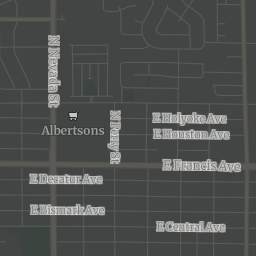 N Nevada St
Albertsons
N Perry St
E Holyoke Ave
E Houston Ave
E Francis Ave
E Decatur Ave
E Bismark Ave
E Central Ave